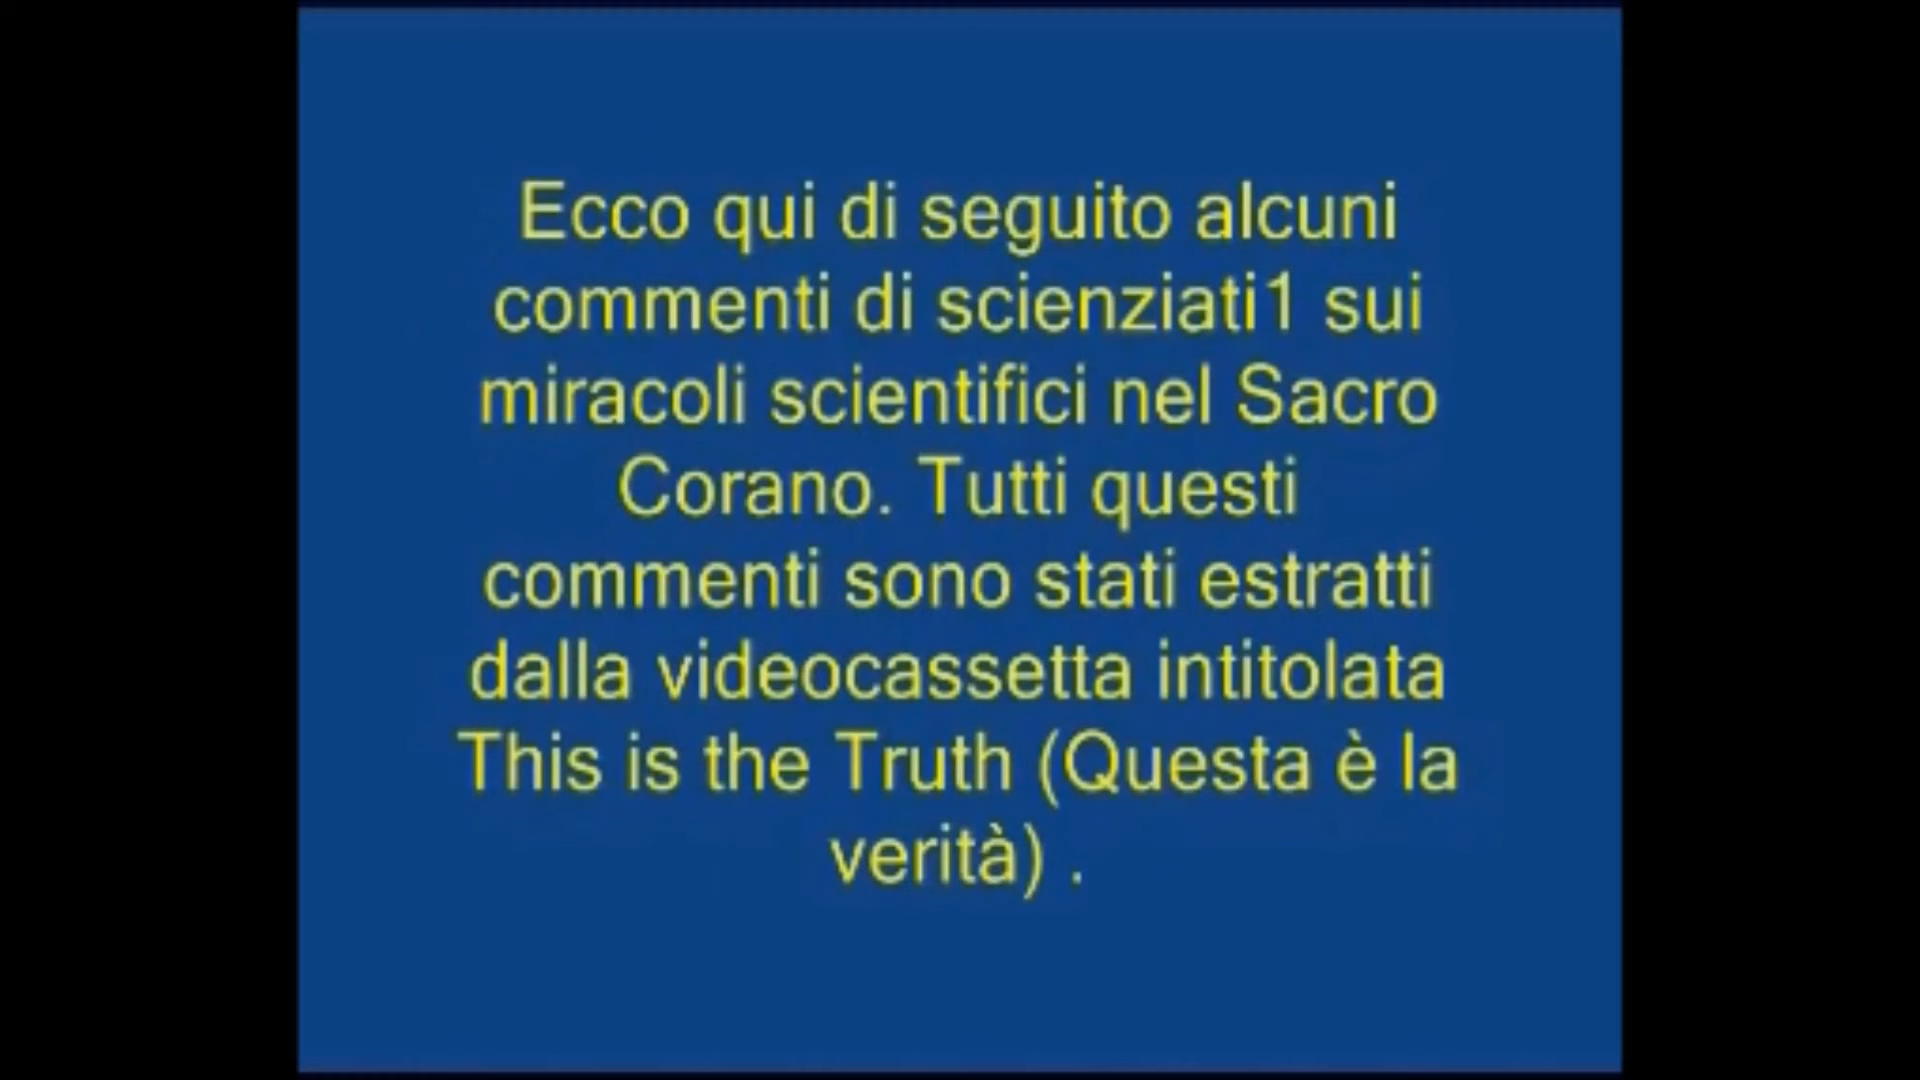 Ecco qui di seguito alcuni
commenti di scienziati1 sui
miracoli scientifici nel Sacro
Corano. Tutti questi
commenti sono stati estratti
dalla videocassetta intitolata
This is the Truth (Questa è la
verità) .